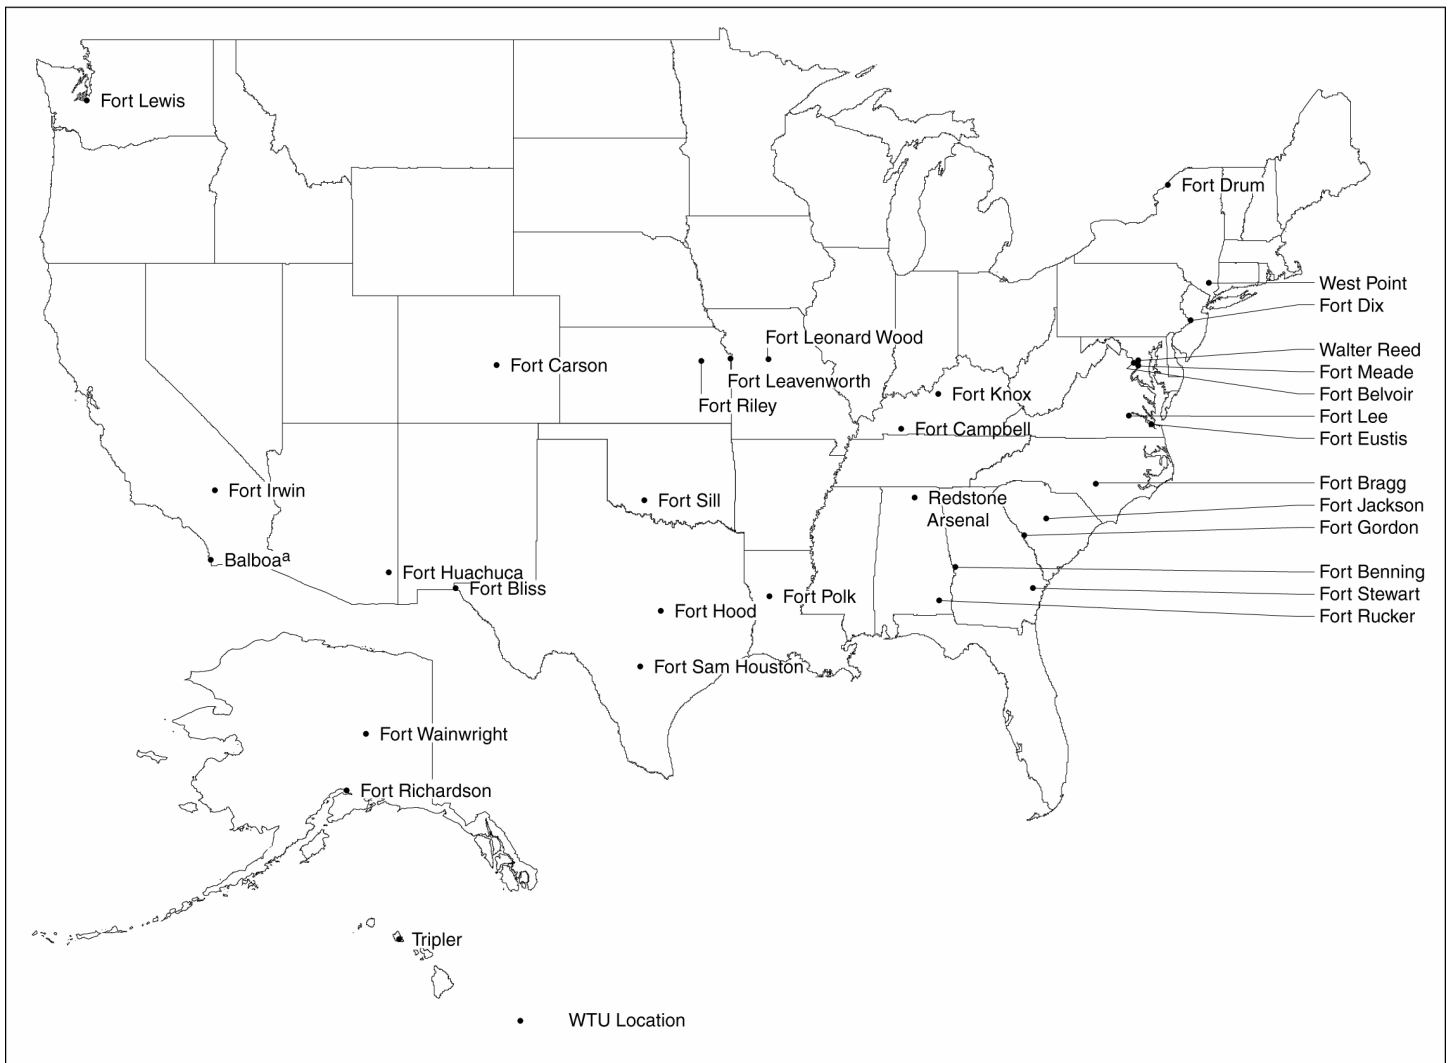 Fort Lewis
Fort Drum
West Point
Fort Dix
Fort Leonard Wood
Walter Reed
Fort Carson
Fort Meade
Fort Leavenworth
Fort Belvoir
Fort Knox
Fort Riley
Fort Lee
Fort Campbell
Fort Eustis
Fort Irwin
Fort Bragg
Fort Sill
Redstone
Arsenal
Fort Jackson
Fort Gordon
Balboaa
Fort Huachuca
Fort Benning
Fort Bliss
Fort Polk
Fort Stewart
Fort Hood
Fort Rucker
Fort Sam Houston
Fort Wainwright
Fort Richardson
Tripler
WTU Location